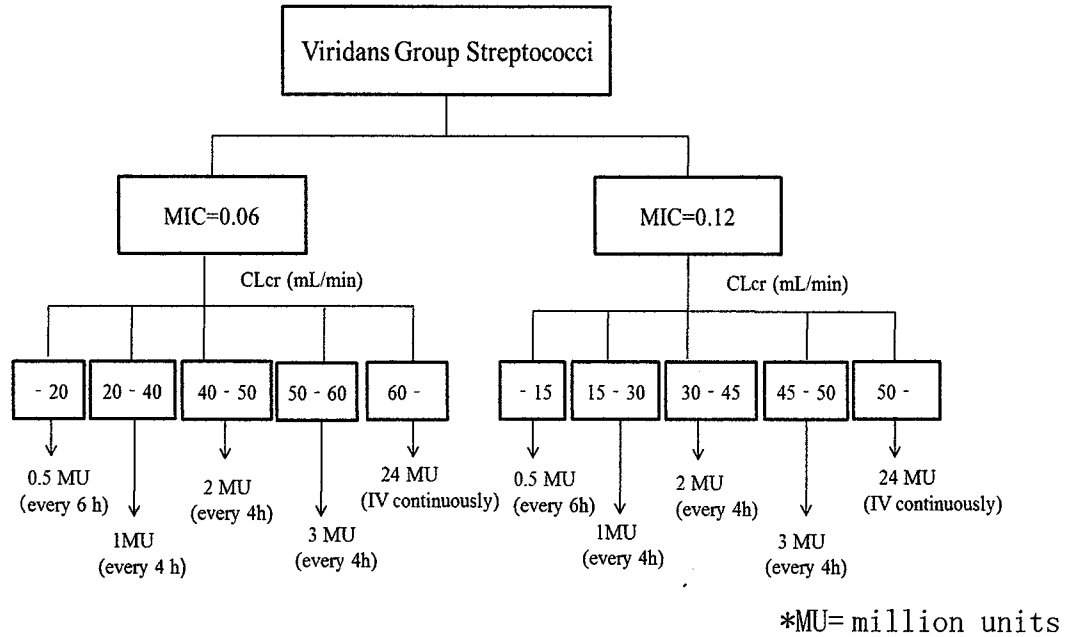 Viridans Group Streptococci
MIC=0.06
MIC=0.12
CLcr (mL/min)
CLcr (mL/min)
- 20
20 - 40
40 - 50
50 - 60
60 -
- 15
15 - 30
30 - 45
45 - 50
50 -
0.5 MU
(every 6 h)
1MU
(every 4 h)
2 MU
(every 4h)
3 MU
(every 4h)
24 MU
(IV continuously)
0.5 MU
(every 6h)
1MU
(every 4h)
2 MU
(every 4h)
3 MU
(every 4h)
24 MU
(IV continuously)
*MU= million units